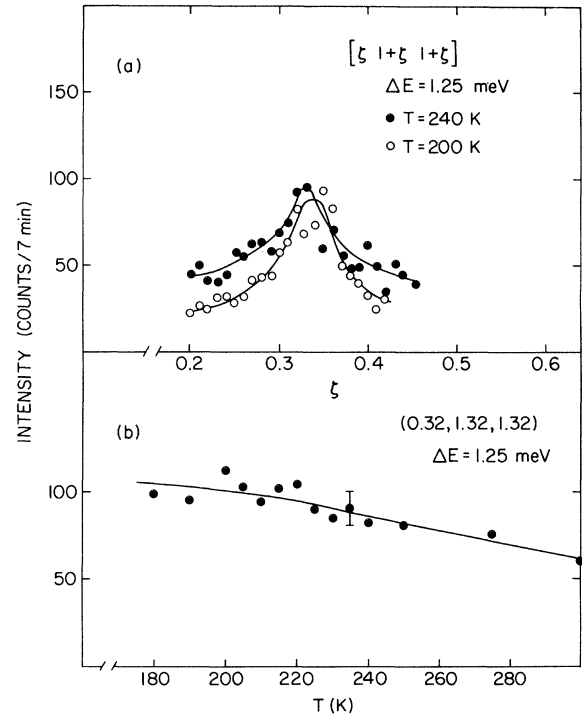 (a)
[ζ 1+ζ 1+ζ]
ΔE = 1.25 meV
● T = 240 K
○ T = 200 K
150
100
50
0.2 0.3 0.4 0.5 0.6
ζ
INTENSITY (COUNTS/7 min)
(b)
(0.32, 1.32, 1.32)
ΔE = 1.25 meV
100
50
180 200 220 240 260 280
T (K)